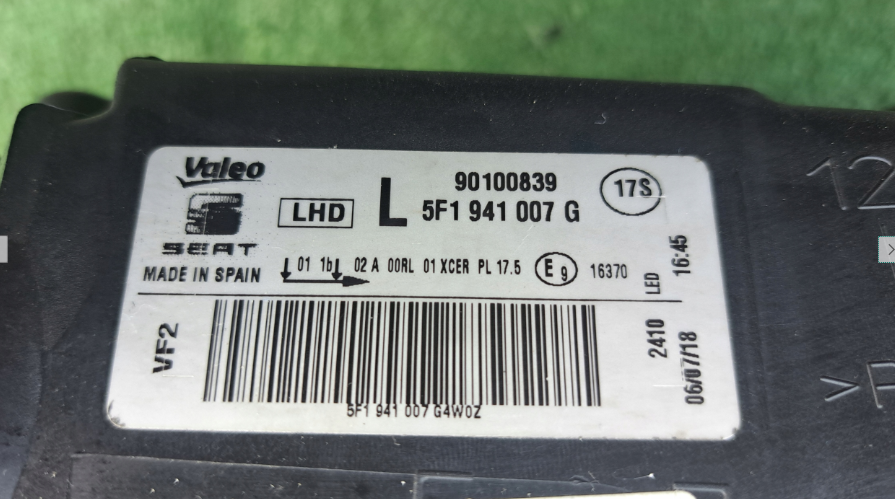 Valeo
SEAT
MADE IN SPAIN
LHD
L
90100839
5F1 941 007 G
17S
01 1b 02 A 00RL 01 XCER PL 17.5 E9 16370
LED
16:45
VF2
2410
06/07/18
5F1 941 007 G4W0Z
12
>P